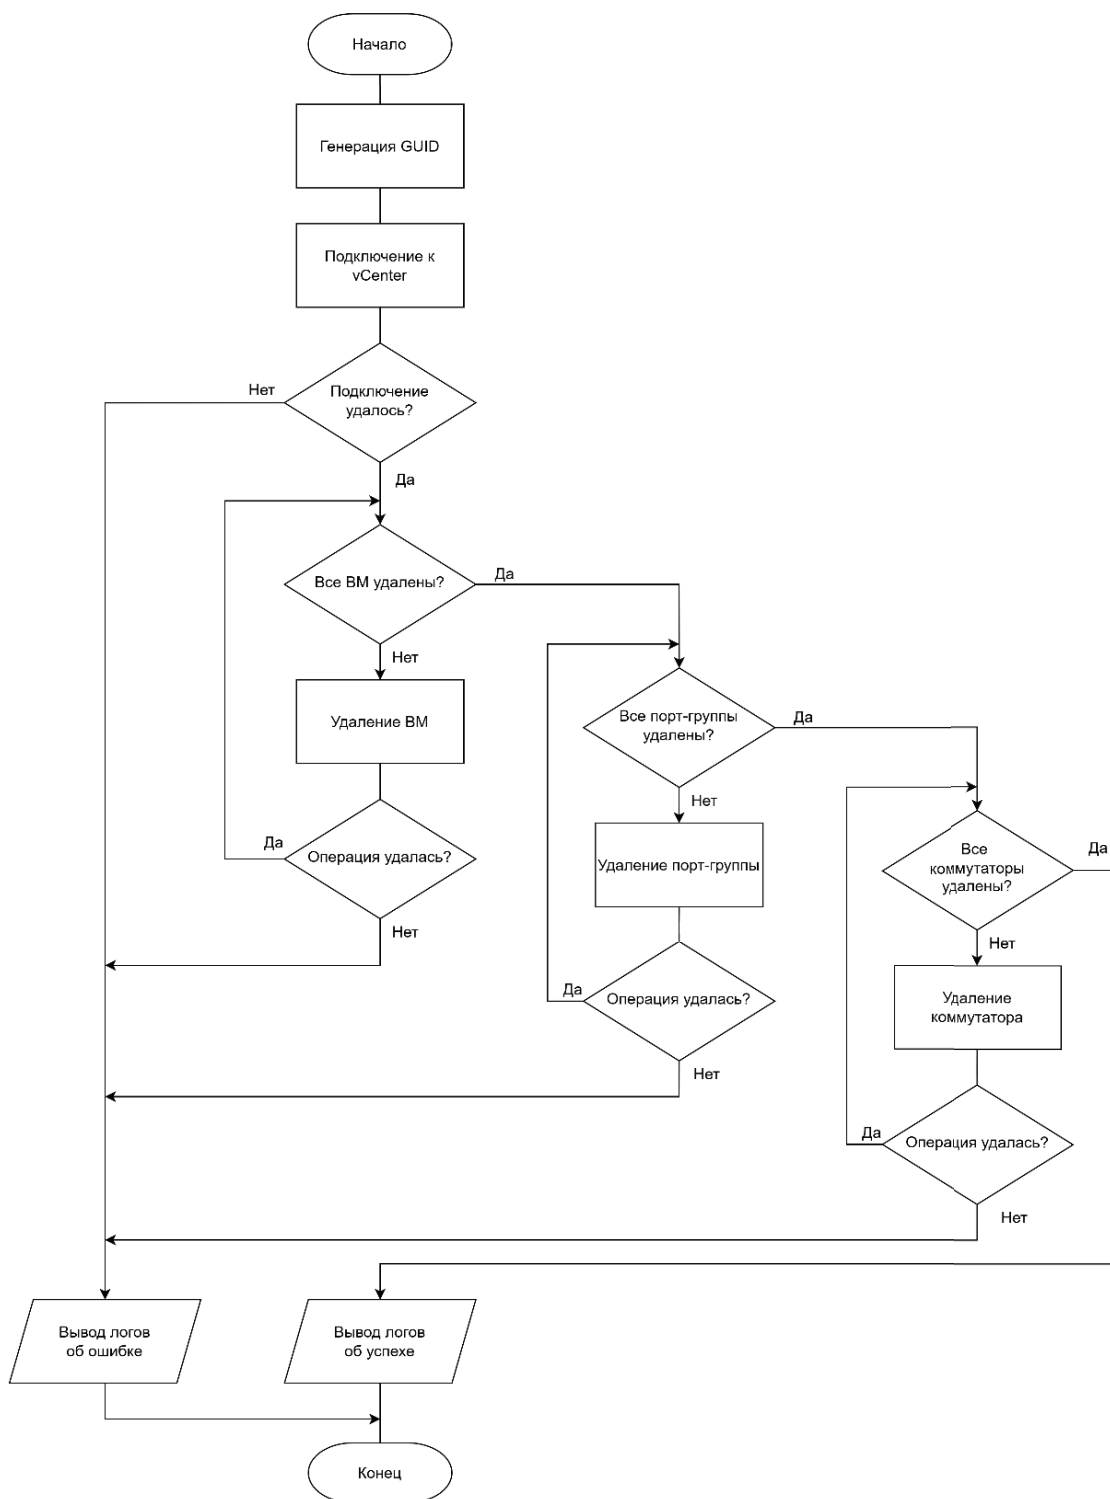 Начало
Генерация GUID
Подключение к
vCenter
Нет
Подключение
удалось?
Да
Все ВМ удалены?
Да
Нет
Удаление ВМ
Все порт-группы
удалены?
Да
Нет
Да
Операция удалась?
Удаление порт-группы
Все
коммутаторы
удалены?
Да
Нет
Нет
Да
Операция удалась?
Удаление
коммутатора
Нет
Да
Операция удалась?
Нет
Вывод логов
об ошибке
Вывод логов
об успехе
Конец